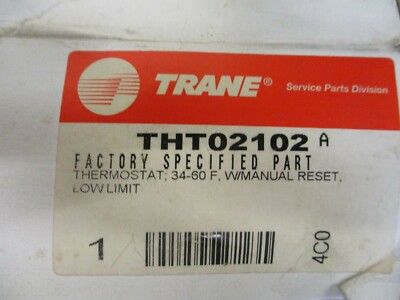 TRANE® Service Parts Division
THT02102 A
FACTORY SPECIFIED PART
THERMOSTAT; 34-60 F, W/MANUAL RESET,
LOW LIMIT
1 4C0